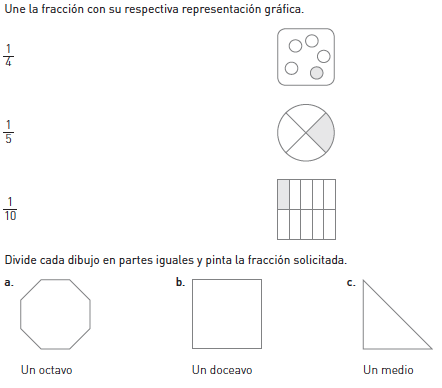 Une la fracción con su respectiva representación gráfica.
1/4
1/5
1/10
Divide cada dibujo en partes iguales y pinta la fracción solicitada.
a. b. c.
Un octavo Un doceavo Un medio